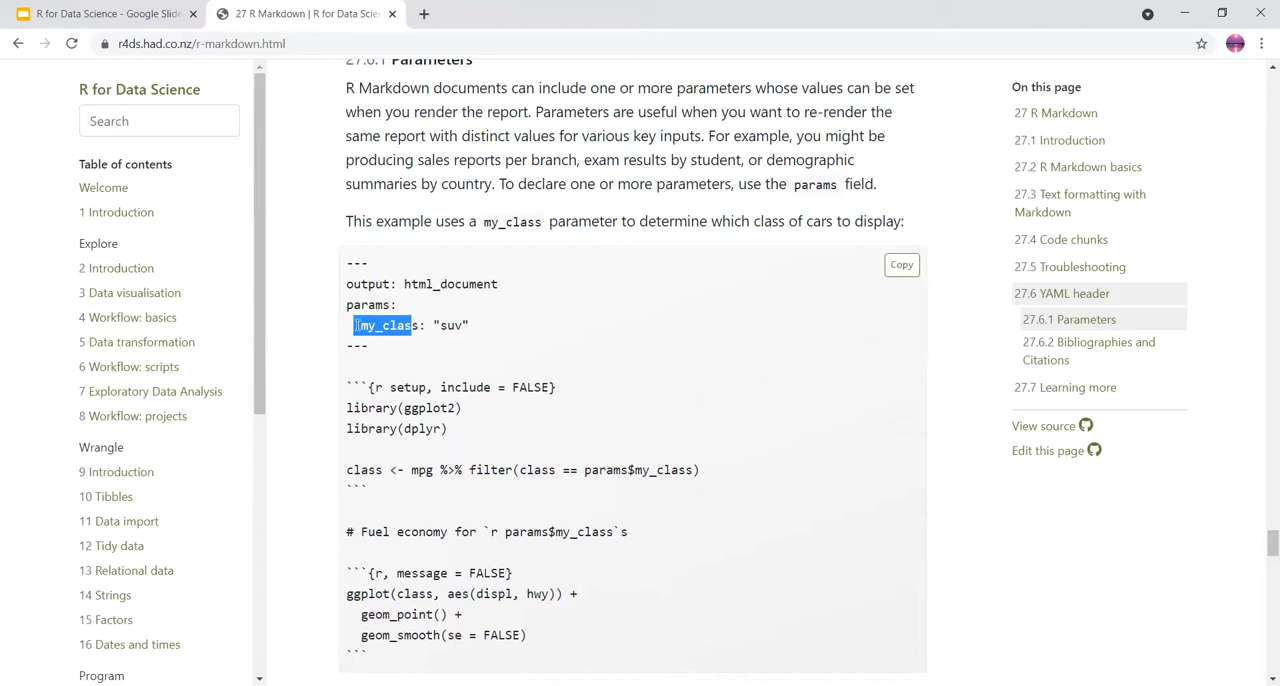 R for Data Science - Google Slide
27 R Markdown | R for Data Scien
r4ds.had.co.nz/r-markdown.html
R for Data Science
Search
Table of contents
Welcome
1 Introduction
Explore
2 Introduction
3 Data visualisation
4 Workflow: basics
5 Data transformation
6 Workflow: scripts
7 Exploratory Data Analysis
8 Workflow: projects
Wrangle
9 Introduction
10 Tibbles
11 Data import
12 Tidy data
13 Relational data
14 Strings
15 Factors
16 Dates and times
Program
27.6.1 Parameters
R Markdown documents can include one or more parameters whose values can be set
when you render the report. Parameters are useful when you want to re-render the
same report with distinct values for various key inputs. For example, you might be
producing sales reports per branch, exam results by student, or demographic
summaries by country. To declare one or more parameters, use the params field.
This example uses a my_class parameter to determine which class of cars to display:
Copy
---
output: html_document
params:
  my_class: "suv"
---
```{r setup, include = FALSE}
library(ggplot2)
library(dplyr)
class <- mpg %>% filter(class == params$my_class)
```
# Fuel economy for `r params$my_class`s
```{r, message = FALSE}
ggplot(class, aes(displ, hwy)) +
  geom_point() +
  geom_smooth(se = FALSE)
```
On this page
27 R Markdown
27.1 Introduction
27.2 R Markdown basics
27.3 Text formatting with
Markdown
27.4 Code chunks
27.5 Troubleshooting
27.6 YAML header
27.6.1 Parameters
27.6.2 Bibliographies and
Citations
27.7 Learning more
View source
Edit this page